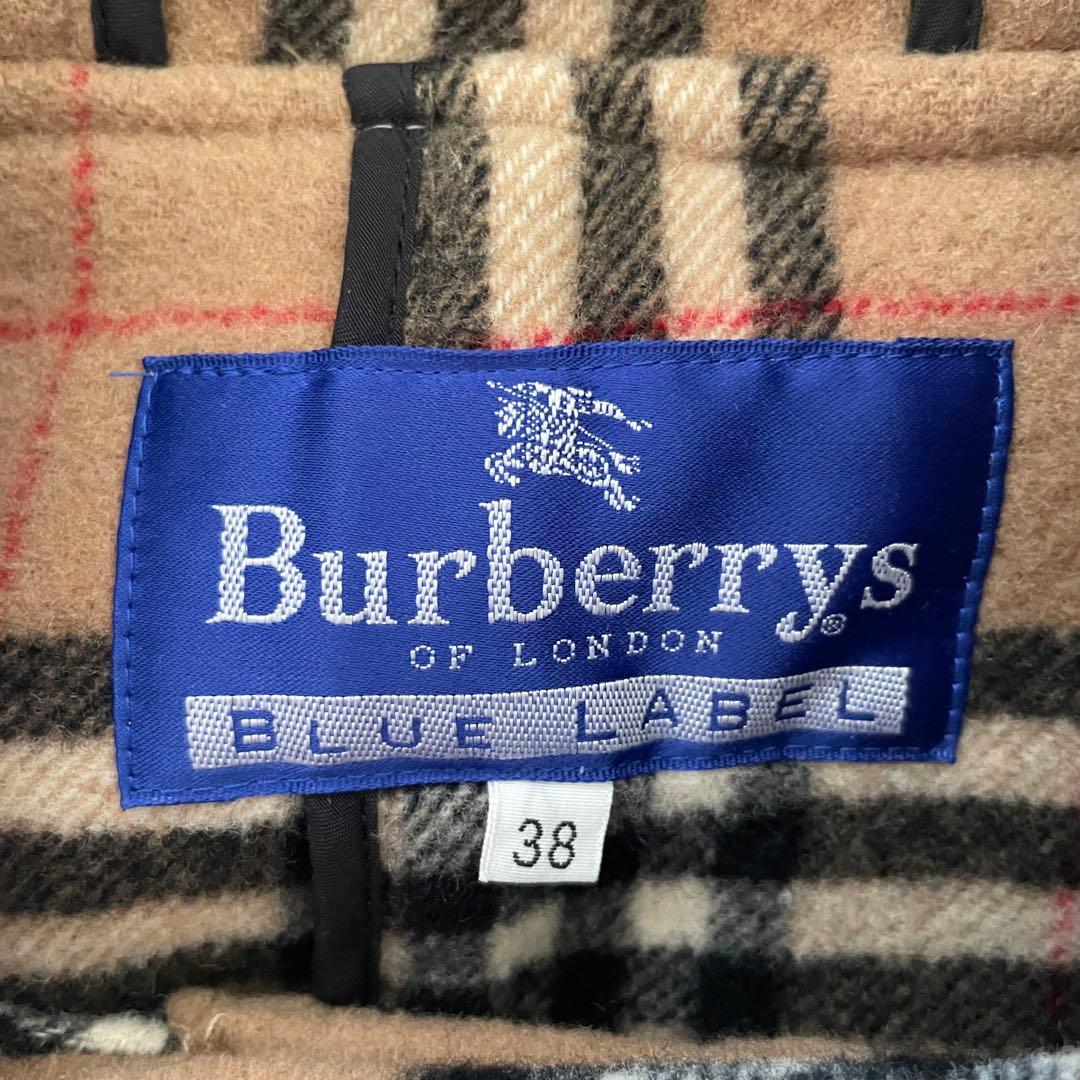 Burberrys®
OF LONDON
BLUE LABEL
38